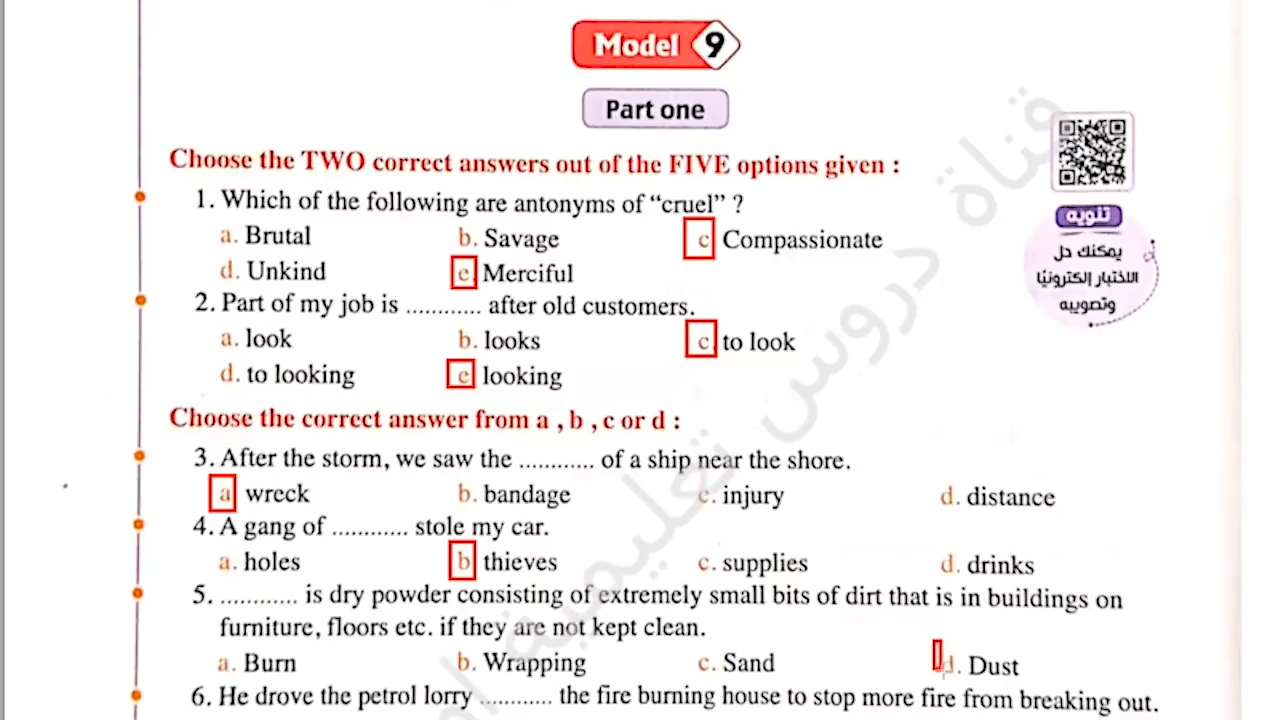 Model 9
Part one
Choose the TWO correct answers out of the FIVE options given :
1. Which of the following are antonyms of “cruel” ?
a. Brutal b. Savage c Compassionate
d. Unkind e. Merciful
2. Part of my job is ............ after old customers.
a. look b. looks c. to look
d. to looking e looking
Choose the correct answer from a , b , c or d :
3. After the storm, we saw the ............ of a ship near the shore.
a wreck b. bandage c. injury d. distance
4. A gang of ............ stole my car.
a. holes b thieves c. supplies d. drinks
5. ............ is dry powder consisting of extremely small bits of dirt that is in buildings on
furniture, floors etc. if they are not kept clean.
a. Burn b. Wrapping c. Sand d. Dust
6. He drove the petrol lorry ............ the fire burning house to stop more fire from breaking out.
تنويه
يمكنك حل
الاختبار إلكترونيًا
وتصويبه
قناة دروس تعليمية